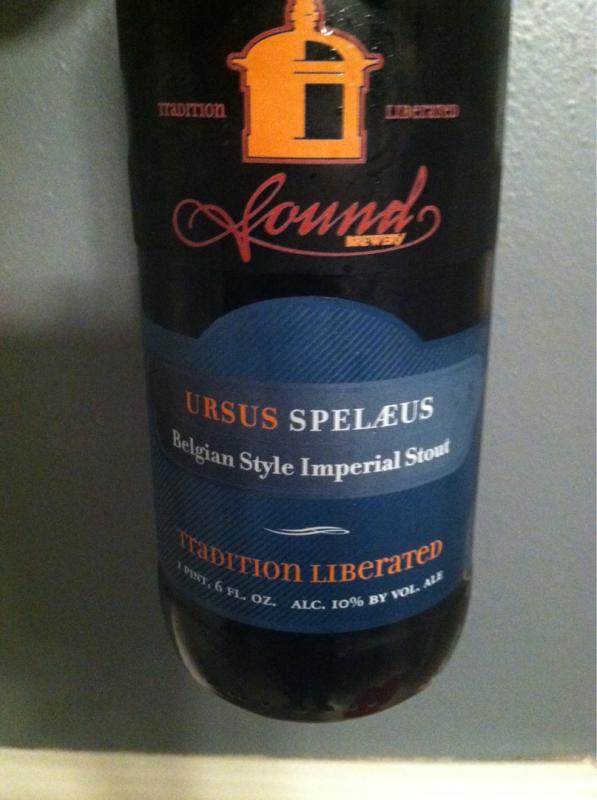 TRADITION LIBERATED
Sound
BREWERY
URSUS SPELÆUS
Belgian Style Imperial Stout
TRADITION LIBERATED
1 PINT, 6 FL. OZ. ALC. 10% BY VOL. ALE